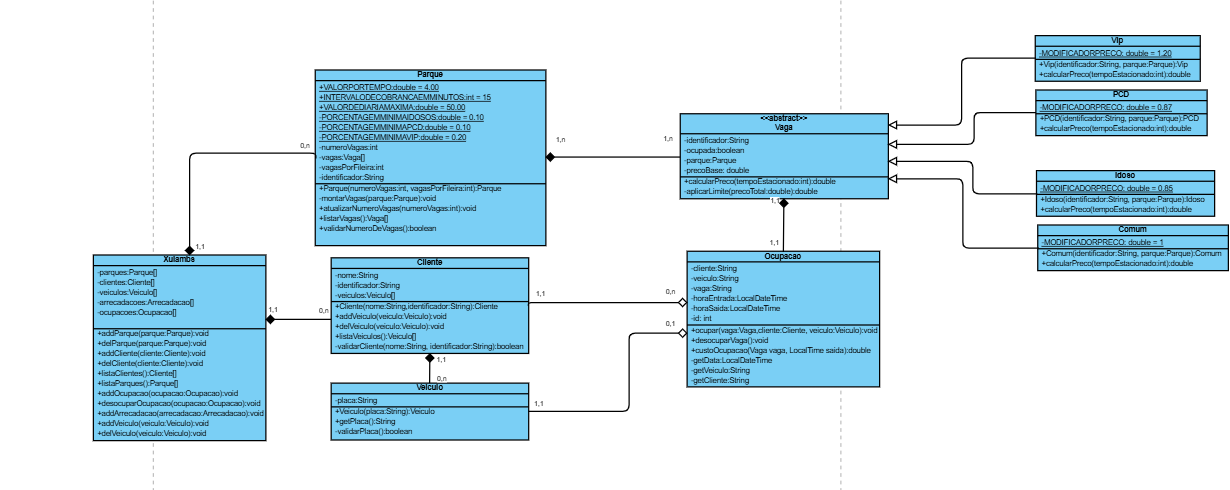 Parque
+VALORPORTEMPO:double = 4.00
+INTERVALODECOBRANCAEMMINUTOS:int = 15
+VALORDEDIARIAMAXIMA:double = 50.00
-PORCENTAGEMMINIMAIDOSOS:double = 0.10
-PORCENTAGEMMINIMAPCD:double = 0.10
-PORCENTAGEMMINIMAVIP:double = 0.20
-numeroVagas:int
-vagas:Vaga[]
-vagasPorFileira:int
-identificador:String
+Parque(numeroVagas:int, vagasPorFileira:int):Parque
-montarVagas(parque:Parque):void
+atualizarNumeroVagas(numeroVagas:int):void
+listarVagas():Vaga[]
+validarNumeroDeVagas():boolean
0,n
1,1
1,n
1,n
<<abstract>>
Vaga
-identificador:String
-ocupada:boolean
-parque:Parque
-precoBase: double
+calcularPreco(tempoEstacionado:int):double
-aplicarLimite(precoTotal:double):double
1,1
1,1
Vip
-MODIFICADORPRECO: double = 1.20
+Vip(identificador:String, parque:Parque):Vip
+calcularPreco(tempoEstacionado:int):double
PCD
-MODIFICADORPRECO: double = 0.87
+PCD(identificador:String, parque:Parque):PCD
+calcularPreco(tempoEstacionado:int):double
Idoso
-MODIFICADORPRECO: double = 0.85
+Idoso(identificador:String, parque:Parque):Idoso
+calcularPreco(tempoEstacionado:int):double
Comum
-MODIFICADORPRECO: double = 1
+Comum(identificador:String, parque:Parque):Comum
+calcularPreco(tempoEstacionado:int):double
Xulambs
-parques:Parque[]
-clientes:Cliente[]
-veiculos:Veiculo[]
-arrecadacoes:Arrecadacao[]
-ocupacoes:Ocupacao[]
+addParque(parque:Parque):void
+delParque(parque:Parque):void
+addCliente(cliente:Cliente):void
+delCliente(cliente:Cliente):void
+listaClientes():Cliente[]
+listaParques():Parque[]
+addOcupacao(ocupacao:Ocupacao):void
+desocuparOcupacao(ocupacao:Ocupacao):void
+addArrecadacao(arrecadacao:Arrecadacao):void
+addVeiculo(veiculo:Veiculo):void
+delVeiculo(veiculo:Veiculo):void
1,1
0,n
Cliente
-nome:String
-identificador:String
-veiculos:Veiculo[]
+Cliente(nome:String,identificador:String):Cliente
+addVeiculo(veiculo:Veiculo):void
+delVeiculo(veiculo:Veiculo):void
+listaVeiculos():Veiculo[]
-validarCliente(nome:String, identificador:String):boolean
1,1
0,n
1,1
0,n
Veiculo
-placa:String
+Veiculo(placa:String):Veiculo
+getPlaca():String
-validarPlaca():boolean
1,1
0,1
Ocupacao
-cliente:String
-veiculo:String
-vaga:String
-horaEntrada:LocalDateTime
-horaSaida:LocalDateTime
-id: int
+ocupar(vaga:Vaga,cliente:Cliente, veiculo:Veiculo):void
+desocuparVaga():void
+custoOcupacao(Vaga vaga, LocalTime saida):double
-getData:LocalDateTime
-getVeiculo:String
-getCliente:String